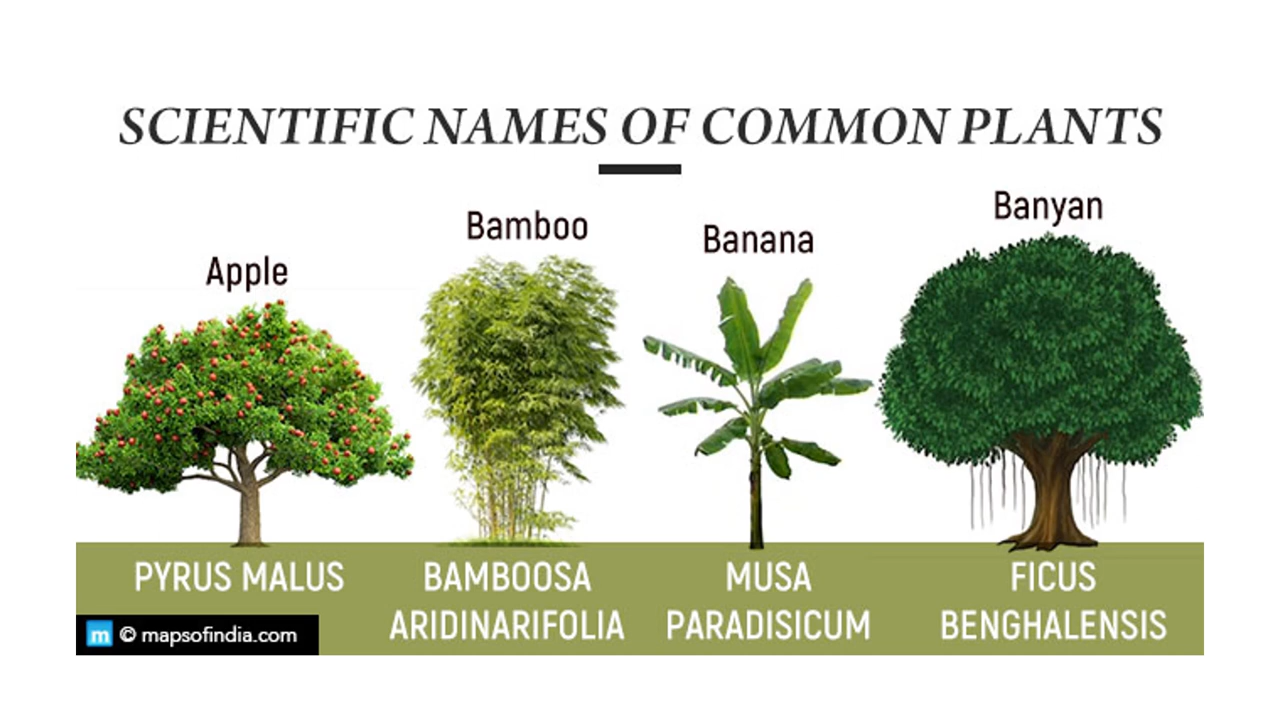 SCIENTIFIC NAMES OF COMMON PLANTS
Apple
Bamboo
Banana
Banyan
PYRUS MALUS
BAMBOOSA
ARIDINARIFOLIA
MUSA
PARADISICUM
FICUS
BENGHALENSIS
m © mapsofindia.com